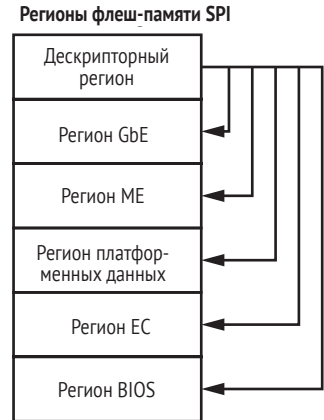 Регионы флеш-памяти SPI
Дескрипторный
регион
Регион GbE
Регион ME
Регион платфор-
менных данных
Регион EC
Регион BIOS